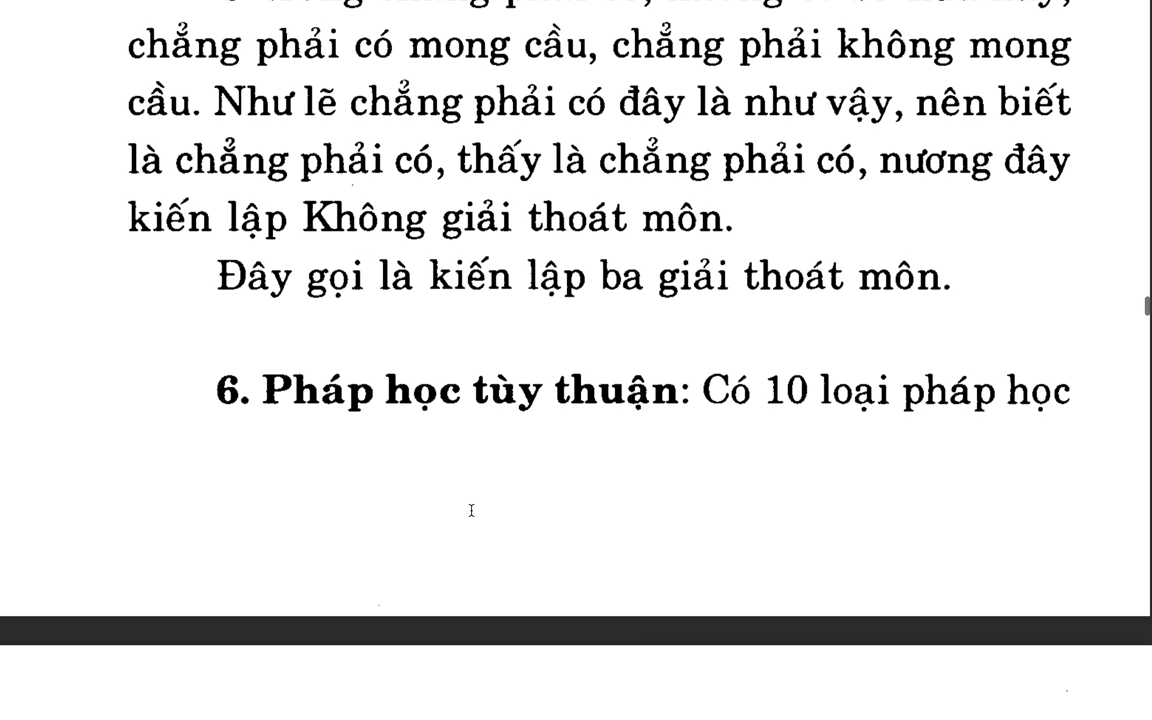 chẳng phải có mong cầu, chẳng phải không mong
cầu. Như lẽ chẳng phải có đây là như vậy, nên biết
là chẳng phải có, thấy là chẳng phải có, nương đây
kiến lập Không giải thoát môn.
Đây gọi là kiến lập ba giải thoát môn.
6. Pháp học tùy thuận: Có 10 loại pháp học